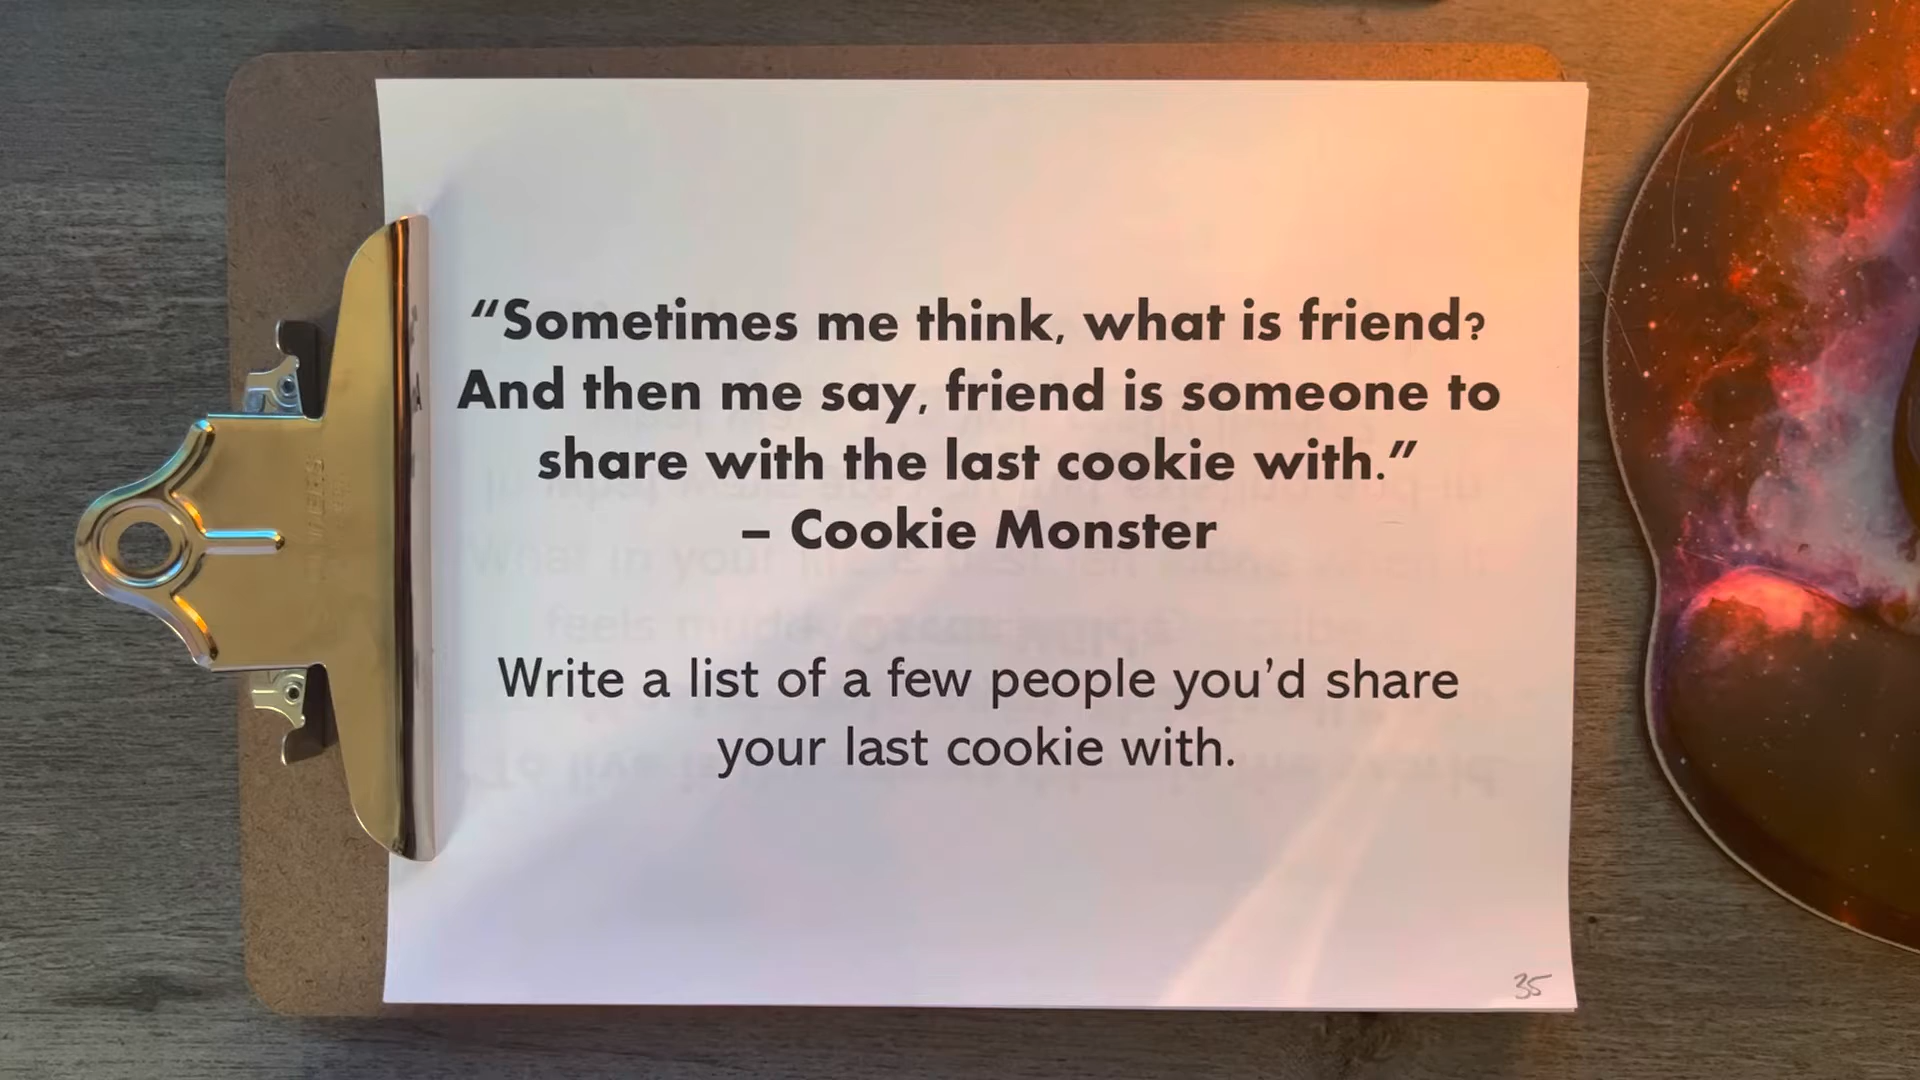 “Sometimes me think, what is friend?
And then me say, friend is someone to
share with the last cookie with.”
– Cookie Monster
Write a list of a few people you’d share
your last cookie with.
35